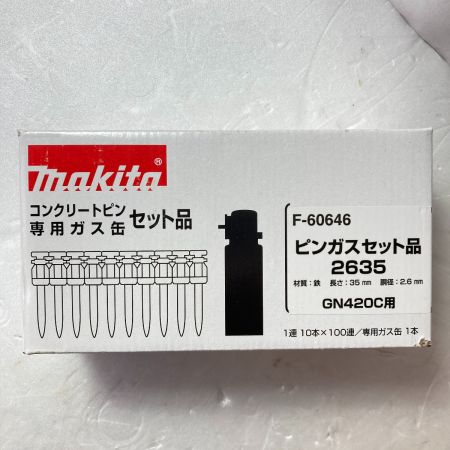 makita®
コンクリートピン
専用ガス缶 セット品
F-60646
ピンガスセット品
2635
材質：鉄 長さ：35mm 胴径：2.6mm
GN420C用
1連 10本×100連／専用ガス缶 1本